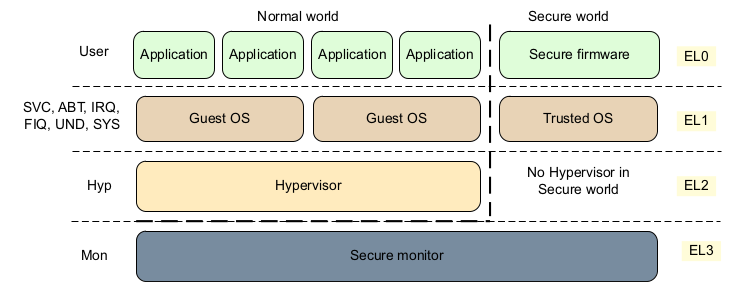 Normal world
Secure world
User
Application
Application
Application
Application
Secure firmware
EL0
SVC, ABT, IRQ,
FIQ, UND, SYS
Guest OS
Guest OS
Trusted OS
EL1
Hyp
Hypervisor
No Hypervisor in
Secure world
EL2
Mon
Secure monitor
EL3